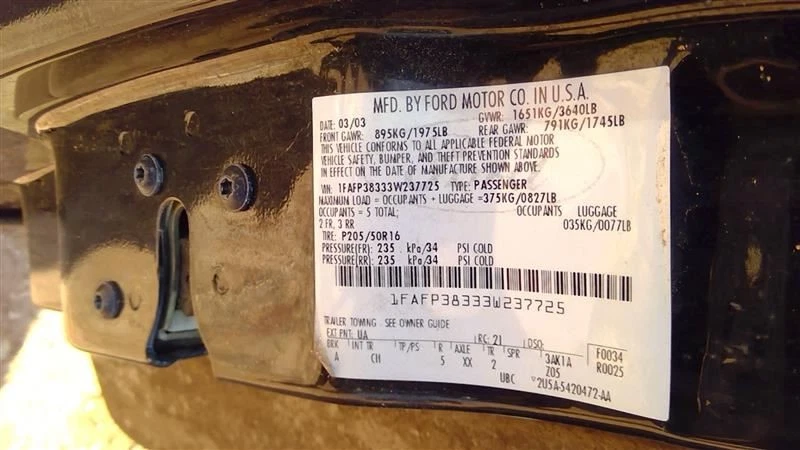 MFD. BY FORD MOTOR CO. IN U.S.A.
DATE: 03/03 GVWR: 1651KG/3640LB
FRONT GAWR: 895KG/1975LB REAR GAWR: 791KG/1745LB
THIS VEHICLE CONFORMS TO ALL APPLICABLE FEDERAL MOTOR
VEHICLE SAFETY, BUMPER, AND THEFT PREVENTION STANDARDS
IN EFFECT ON THE DATE OF MANUFACTURE SHOWN ABOVE.
VIN: 1FAFP38333W237725 TYPE: PASSENGER
MAXIMUM LOAD = OCCUPANTS + LUGGAGE =375KG/0827LB
OCCUPANTS = 5 TOTAL; OCCUPANTS LUGGAGE
2 FR, 3 RR 035KG/0077LB
TIRE: P205/50R16
PRESSURE(FR) 235 kPa/34 PSI COLD
PRESSURE(RR) 235 kPa/34 PSI COLD
1FAFP38333W237725
TRAILER TOWING - SEE OWNER GUIDE
EXT PNT: UA RC: 21 DSO: F0034
BRK INT TR TP/PS R AXLE TR SPR 3AK1A R0025
A CH 5 XX 2 Z05
UBC 2U5A-5420472-AA